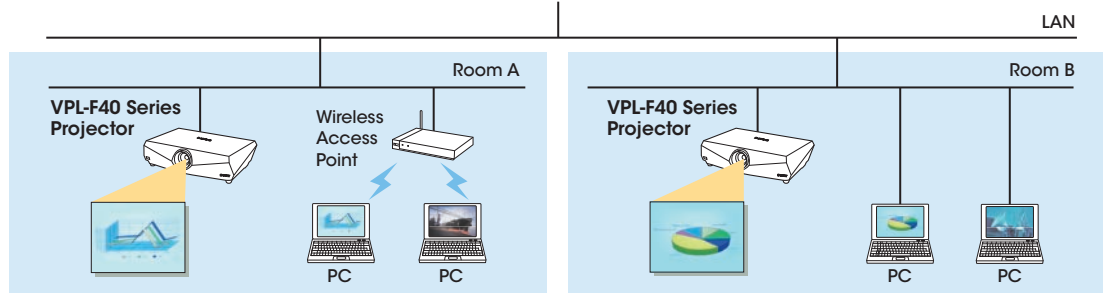 LAN
Room A
VPL-F40 Series
Projector
Wireless
Access
Point
PC
PC
Room B
VPL-F40 Series
Projector
PC
PC